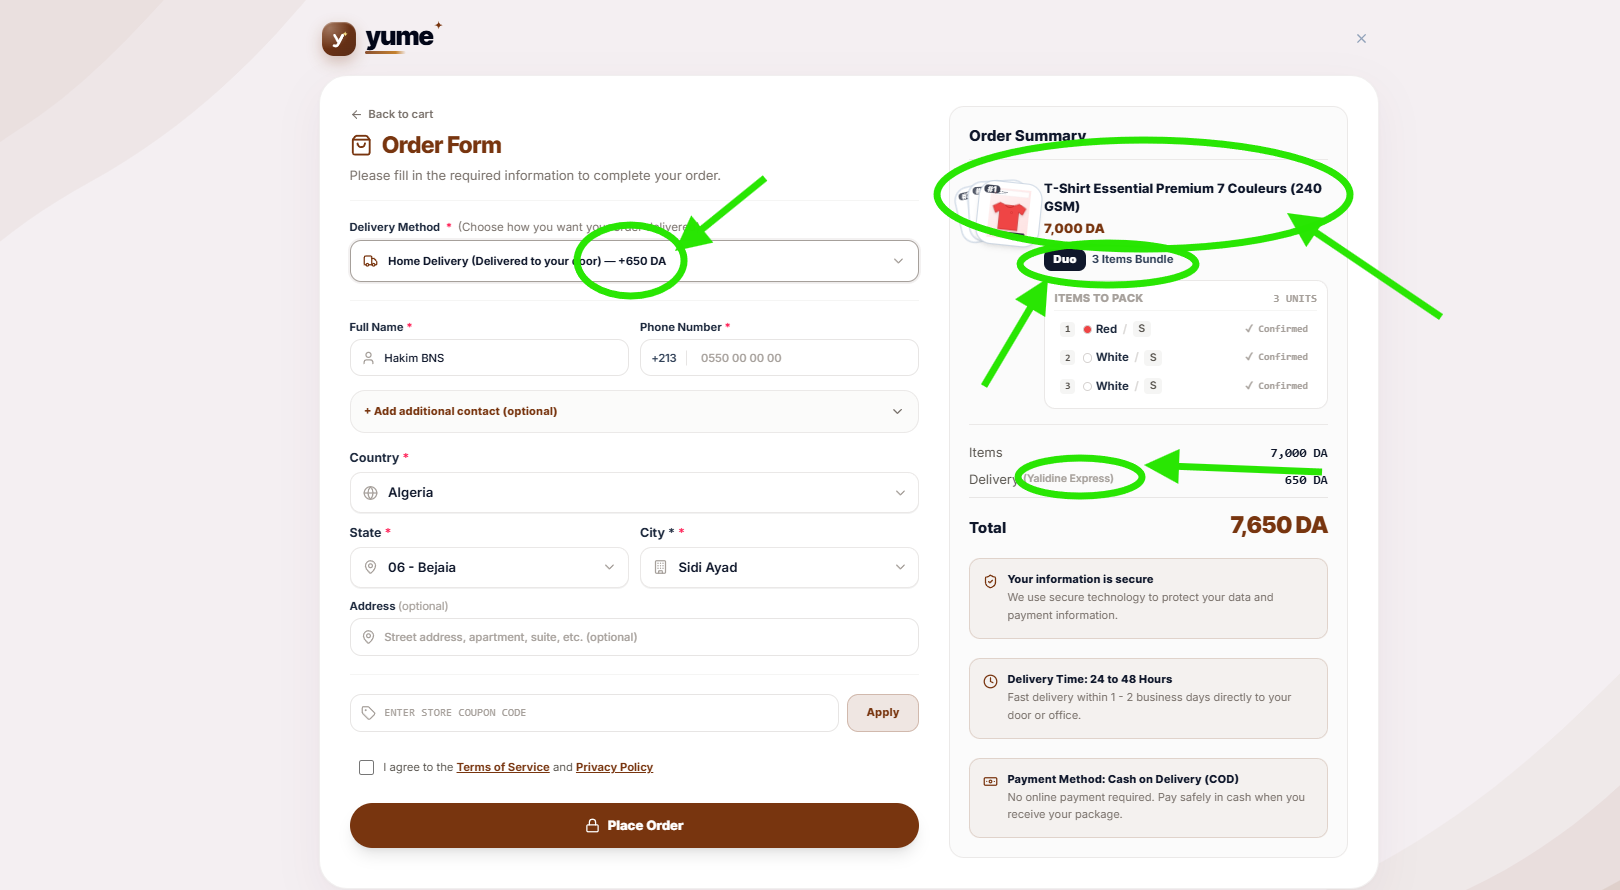 y
yume
Back to cart
Order Form
Please fill in the required information to complete your order.
Delivery Method * (Choose how you want your order delivered
Home Delivery (Delivered to your door) — +650 DA
Full Name *
Phone Number *
Hakim BNS
+213
0550 00 00 00
+ Add additional contact (optional)
Country *
Algeria
State *
City * *
06 - Bejaia
Sidi Ayad
Address (optional)
Street address, apartment, suite, etc. (optional)
ENTER STORE COUPON CODE
Apply
I agree to the Terms of Service and Privacy Policy
Place Order
Order Summary
#1
T-Shirt Essential Premium 7 Couleurs (240
GSM)
7,000 DA
Duo 3 Items Bundle
ITEMS TO PACK 3 UNITS
1 Red / S ✓ Confirmed
2 White / S ✓ Confirmed
3 White / S ✓ Confirmed
Items 7,000 DA
Delivery (Yalidine Express) 650 DA
Total 7,650 DA
Your information is secure
We use secure technology to protect your data and
payment information.
Delivery Time: 24 to 48 Hours
Fast delivery within 1 - 2 business days directly to your
door or office.
Payment Method: Cash on Delivery (COD)
No online payment required. Pay safely in cash when you
receive your package.